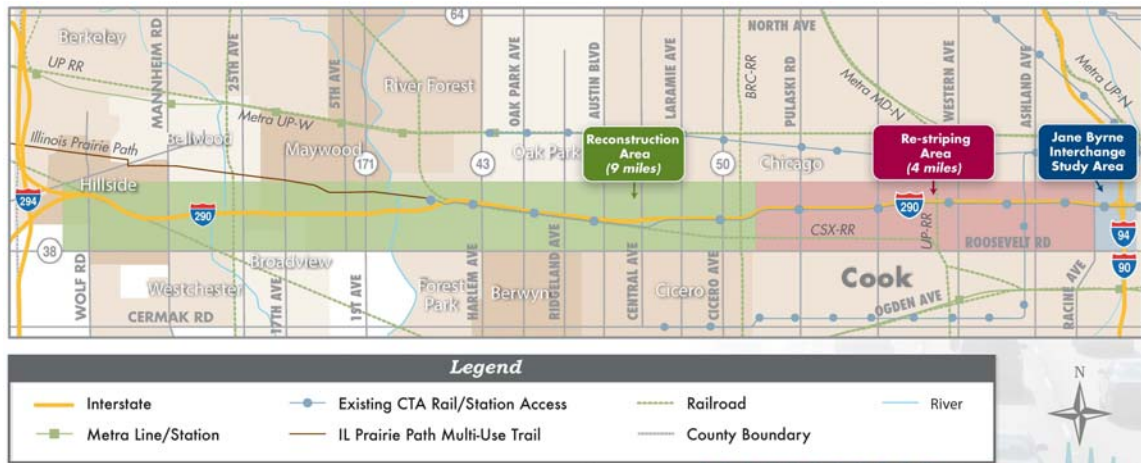 64
NORTH AVE
Berkeley
UP RR
MANNHEIM RD
25TH AVE
5TH AVE
River Forest
OAK PARK AVE
AUSTIN BLVD
LARAMIE AVE
BRC-RR
PULASKI RD
Metra MD-N
WESTERN AVE
ASHLAND AVE
Metra UP-N
Illinois Prairie Path
Bellwood
Metra UP-W
Maywood
171
43
Oak Park
Reconstruction
Area
(9 miles)
50
Chicago
Re-striping
Area
(4 miles)
Jane Byrne
Interchange
Study Area
Hillside
294
290
290
94
38
CSX-RR
UP-RR
ROOSEVELT RD
WOLF RD
Broadview
Westchester
17TH AVE
1ST AVE
Forest
Park
HARLEM AVE
Berwyn
RIDGELAND AVE
CENTRAL AVE
Cicero
CICERO AVE
Cook
OGDEN AVE
RACINE AVE
90
CERMAK RD
Legend
Interstate
Existing CTA Rail/Station Access
Railroad
River
Metra Line/Station
IL Prairie Path Multi-Use Trail
County Boundary
N